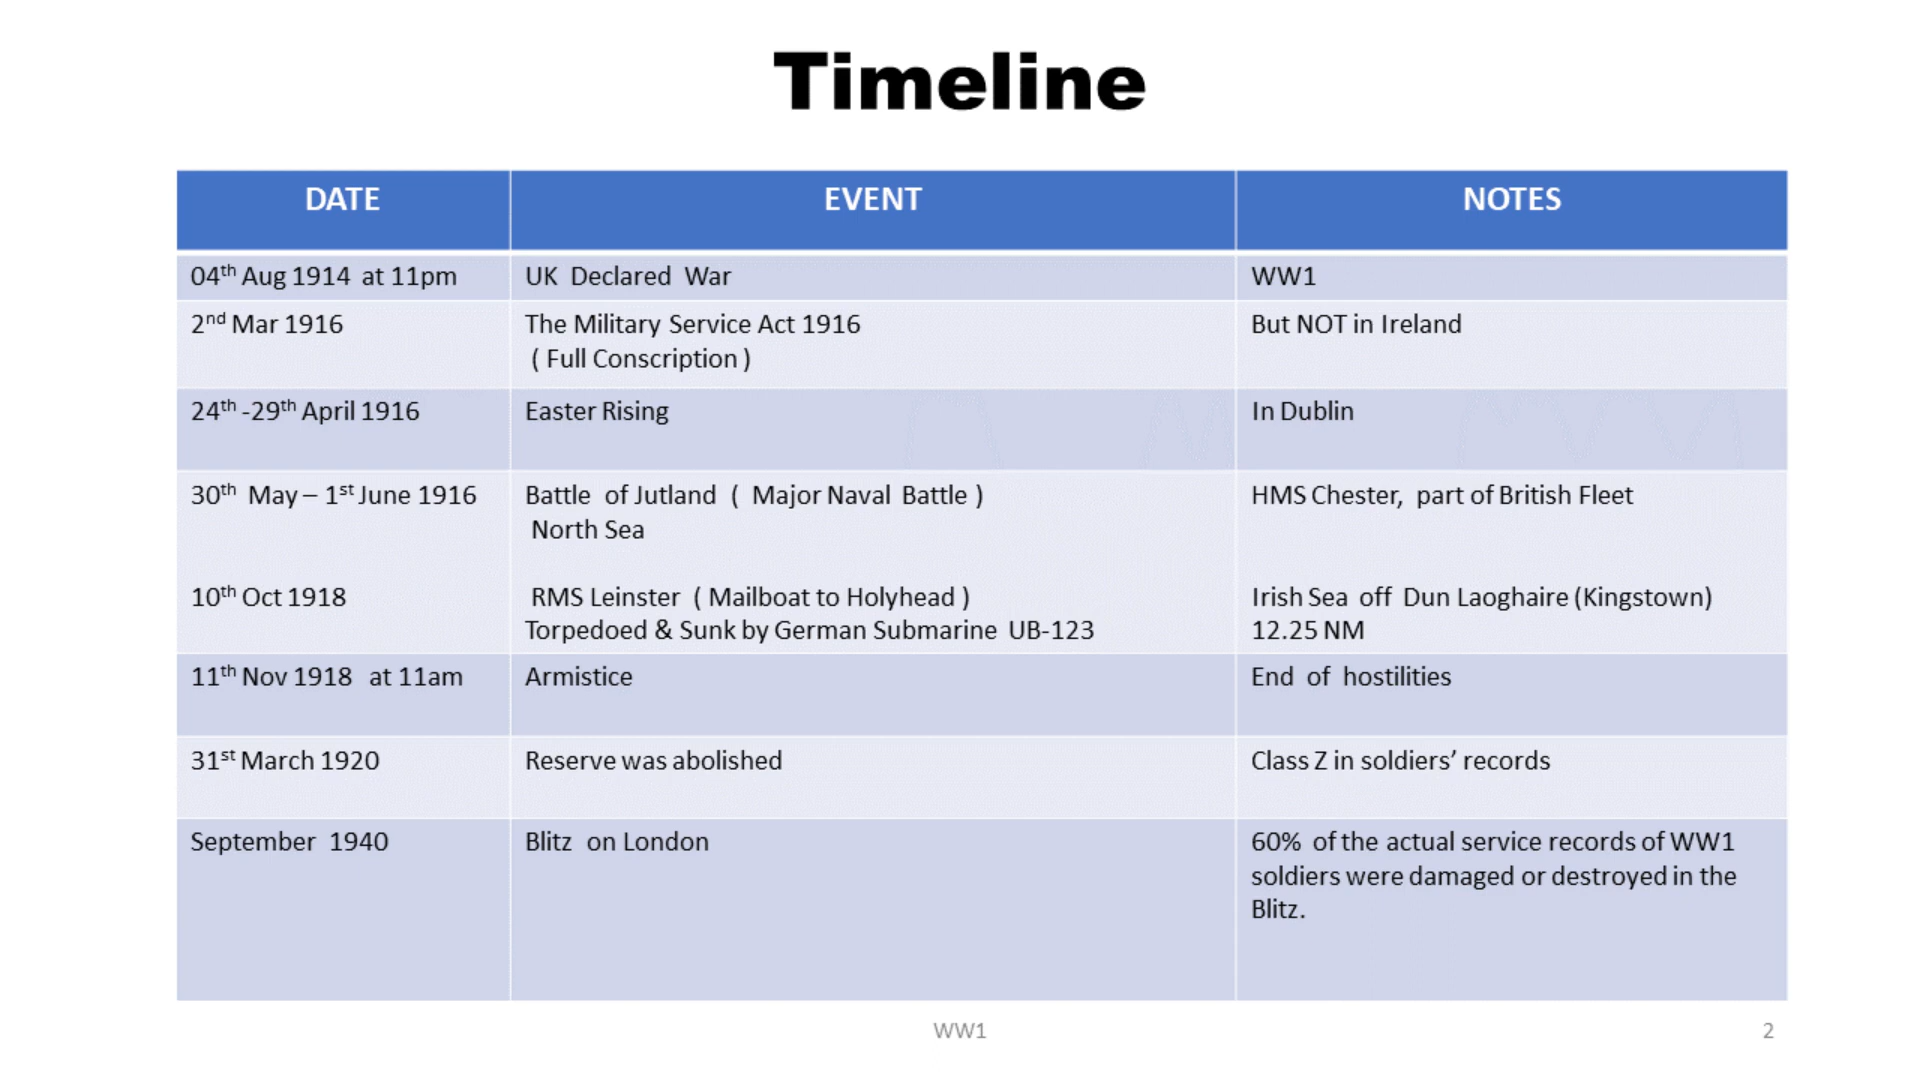 Timeline
DATE EVENT NOTES
04th Aug 1914 at 11pm UK Declared War WW1
2nd Mar 1916 The Military Service Act 1916 But NOT in Ireland
( Full Conscription )
24th -29th April 1916 Easter Rising In Dublin
30th May – 1st June 1916 Battle of Jutland ( Major Naval Battle ) HMS Chester, part of British Fleet
North Sea
10th Oct 1918 RMS Leinster ( Mailboat to Holyhead ) Irish Sea off Dun Laoghaire (Kingstown)
Torpedoed & Sunk by German Submarine UB-123 12.25 NM
11th Nov 1918 at 11am Armistice End of hostilities
31st March 1920 Reserve was abolished Class Z in soldiers’ records
September 1940 Blitz on London 60% of the actual service records of WW1
soldiers were damaged or destroyed in the
Blitz.
WW1 2